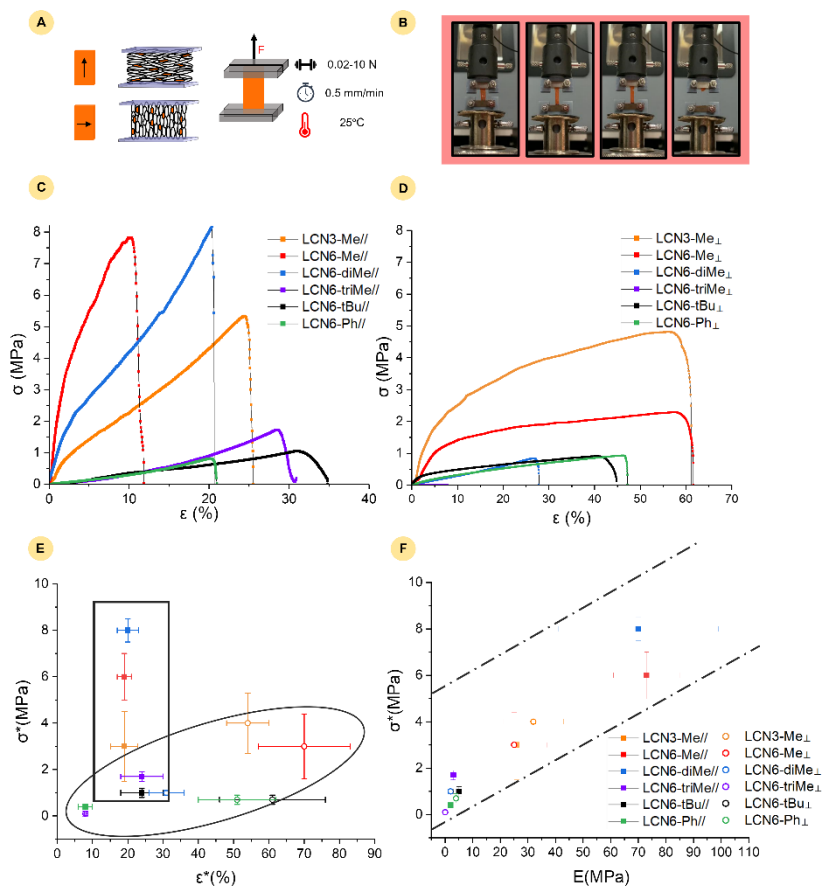 A
F
0.02-10 N
0.5 mm/min
25°C
B
C
σ (MPa)
8
7
6
5
4
3
2
1
0
0 10 20 30 40
ε (%)
LCN3-Me//
LCN6-Me//
LCN6-diMe//
LCN6-triMe//
LCN6-tBu//
LCN6-Ph//
D
σ (MPa)
8
7
6
5
4
3
2
1
0
0 10 20 30 40 50 60 70
ε (%)
LCN3-Me⊥
LCN6-Me⊥
LCN6-diMe⊥
LCN6-triMe⊥
LCN6-tBu⊥
LCN6-Ph⊥
E
σ*(MPa)
10
8
6
4
2
0
0 10 20 30 40 50 60 70 80 90
ε*(%)
F
σ*(MPa)
10
8
6
4
2
0
0 10 20 30 40 50 60 70 80 90 100 110
E(MPa)
LCN3-Me// LCN3-Me⊥
LCN6-Me// LCN6-Me⊥
LCN6-diMe// LCN6-diMe⊥
LCN6-triMe// LCN6-triMe⊥
LCN6-tBu// LCN6-tBu⊥
LCN6-Ph// LCN6-Ph⊥